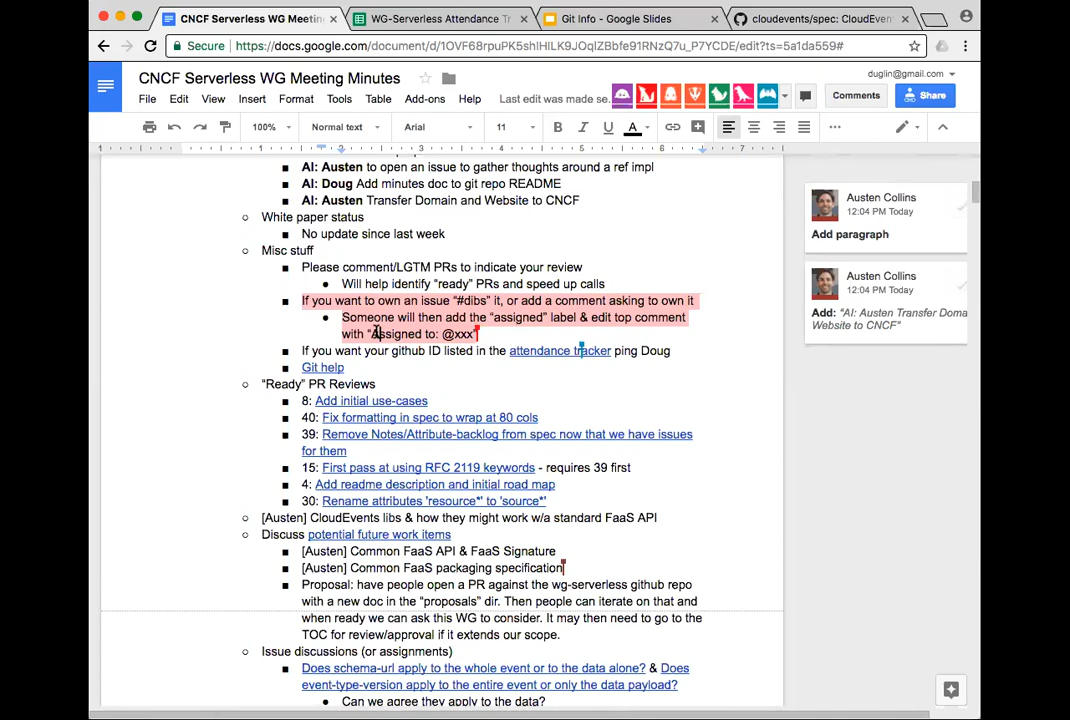 CNCF Serverless WG Meetin
WG-Serverless Attendance Tr
Git Info - Google Slides
cloudevents/spec: CloudEven
Secure
https://docs.google.com/document/d/1OVF68rpuPK5shIHILK9JOqIZBbfe91RNzQ7u_P7YCDE/edit?ts=5a1da559#
CNCF Serverless WG Meeting Minutes
duglin@gmail.com
File Edit View Insert Format Tools Table Add-ons Help
Last edit was made se..
Comments
Share
100% Normal text Arial 11 B I U A
1 1 2 3 4 5 6 7
AI: Austen to open an issue to gather thoughts around a ref impl
AI: Doug Add minutes doc to git repo README
AI: Austen Transfer Domain and Website to CNCF
White paper status
No update since last week
Misc stuff
Please comment/LGTM PRs to indicate your review
Will help identify “ready” PRs and speed up calls
If you want to own an issue “#dibs” it, or add a comment asking to own it
Someone will then add the “assigned” label & edit top comment
with “Assigned to: @xxx”
If you want your github ID listed in the attendance tracker ping Doug
Git help
“Ready” PR Reviews
8: Add initial use-cases
40: Fix formatting in spec to wrap at 80 cols
39: Remove Notes/Attribute-backlog from spec now that we have issues
for them
15: First pass at using RFC 2119 keywords - requires 39 first
4: Add readme description and initial road map
30: Rename attributes 'resource*' to 'source*'
[Austen] CloudEvents libs & how they might work w/a standard FaaS API
Discuss potential future work items
[Austen] Common FaaS API & FaaS Signature
[Austen] Common FaaS packaging specification
Proposal: have people open a PR against the wg-serverless github repo
with a new doc in the “proposals” dir. Then people can iterate on that and
when ready we can ask this WG to consider. It may then need to go to the
TOC for review/approval if it extends our scope.
Issue discussions (or assignments)
Does schema-url apply to the whole event or to the data alone? & Does
event-type-version apply to the entire event or only the data payload?
Can we agree they apply to the data?
Austen Collins
12:04 PM Today
Add paragraph
Austen Collins
12:04 PM Today
Add: “AI: Austen Transfer Doma
Website to CNCF”